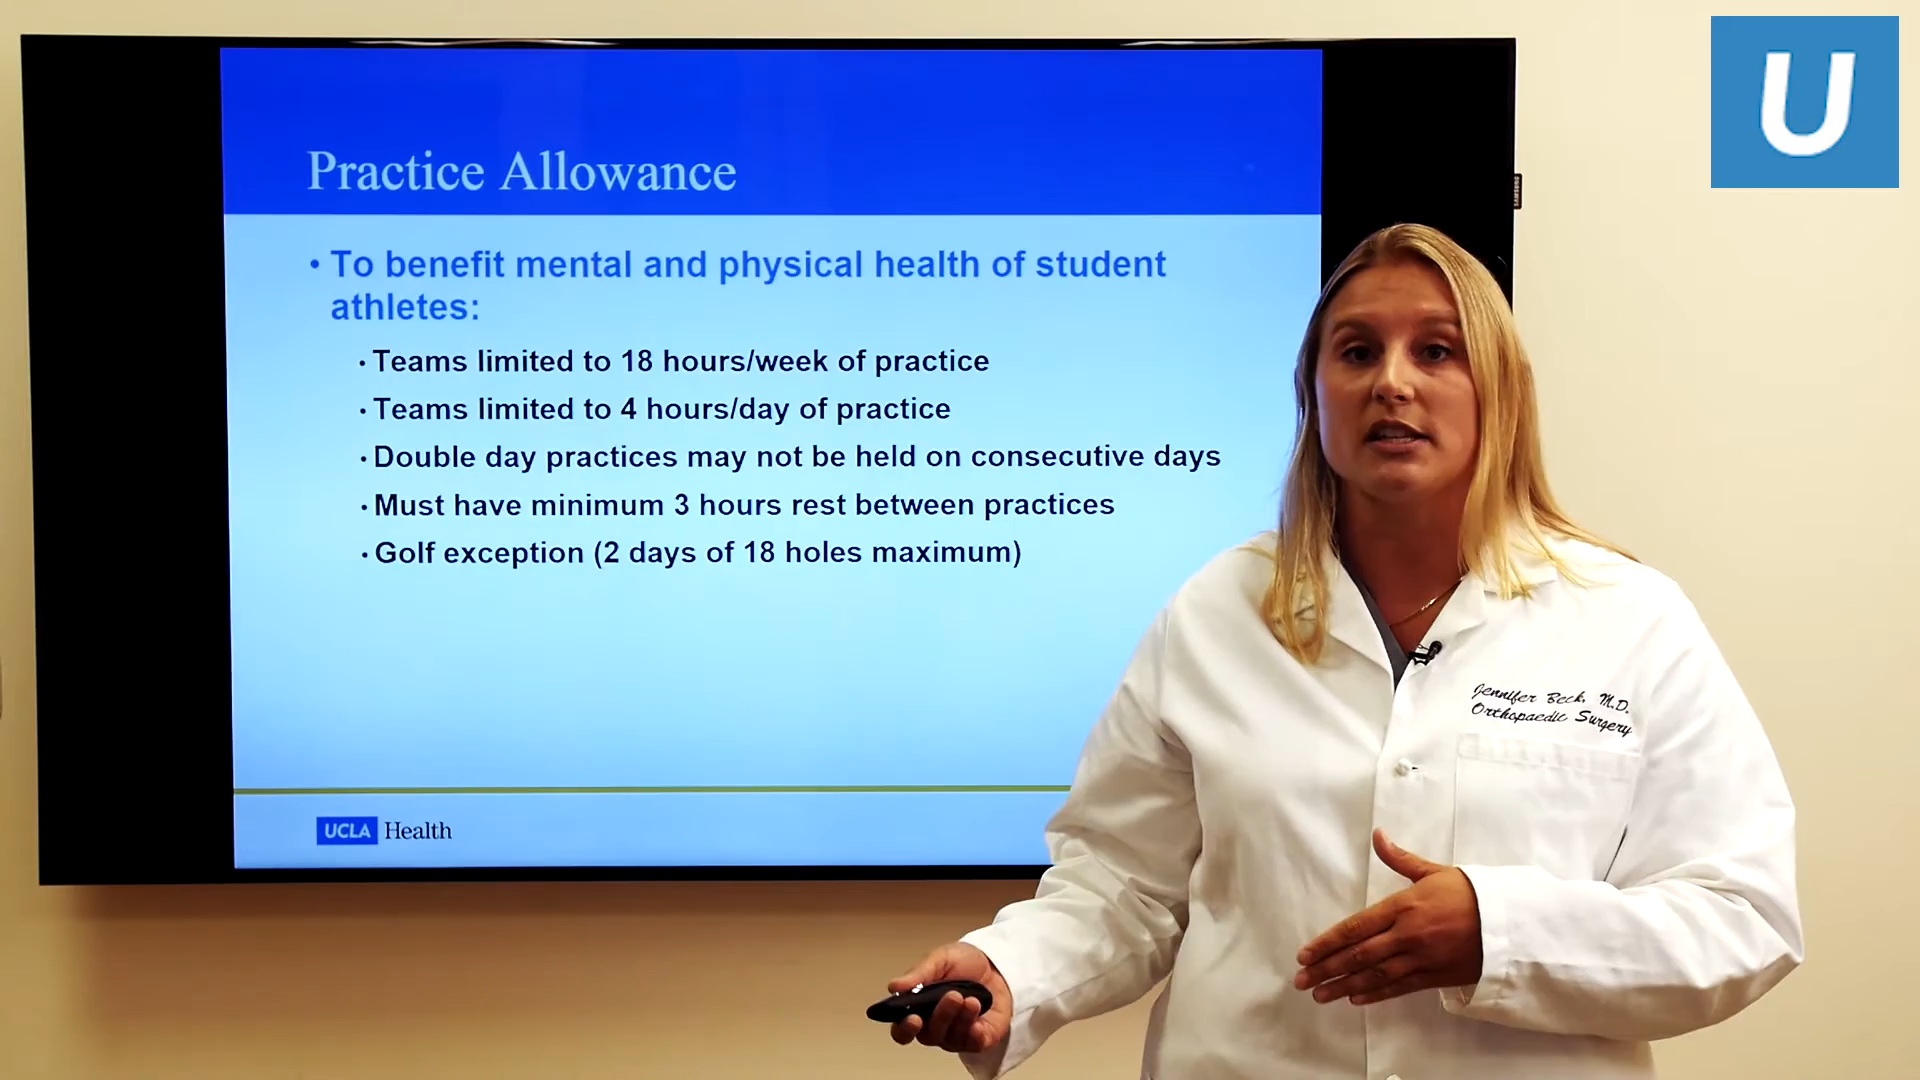 Practice Allowance
• To benefit mental and physical health of student
athletes:
• Teams limited to 18 hours/week of practice
• Teams limited to 4 hours/day of practice
• Double day practices may not be held on consecutive days
• Must have minimum 3 hours rest between practices
• Golf exception (2 days of 18 holes maximum)
UCLA Health
U
SAMSUNG
Jennifer Beck, M.D.
Orthopaedic Surgery